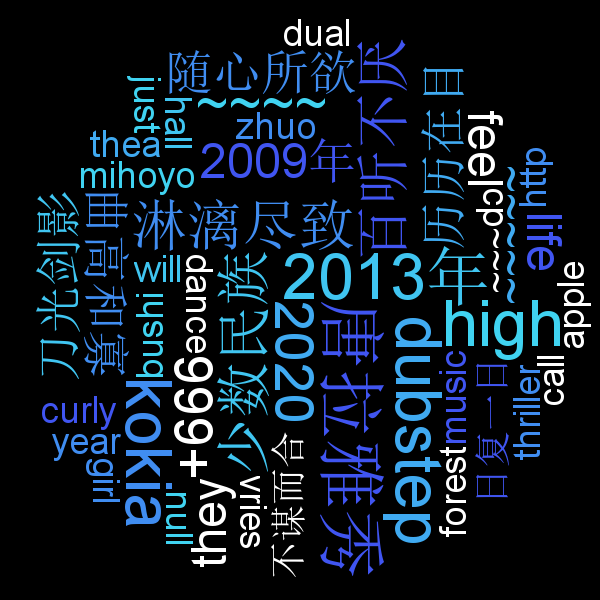 dual
随心所欲
~~~~
just
hall
zhuo
thea
2009年
mihoyo
百听不厌
历历在目
feel
http
cp~~~~
~~~~~~
life
刀光剑影
曲高和寡
淋漓尽致
will
bushi
dance
少数民族
2013年
high
apple
2020
唐拉雅秀
dubstep
kokia
999+
curly
year
girl
null
they
vries
不谋而合
music
forest
日复一日
thriller
call